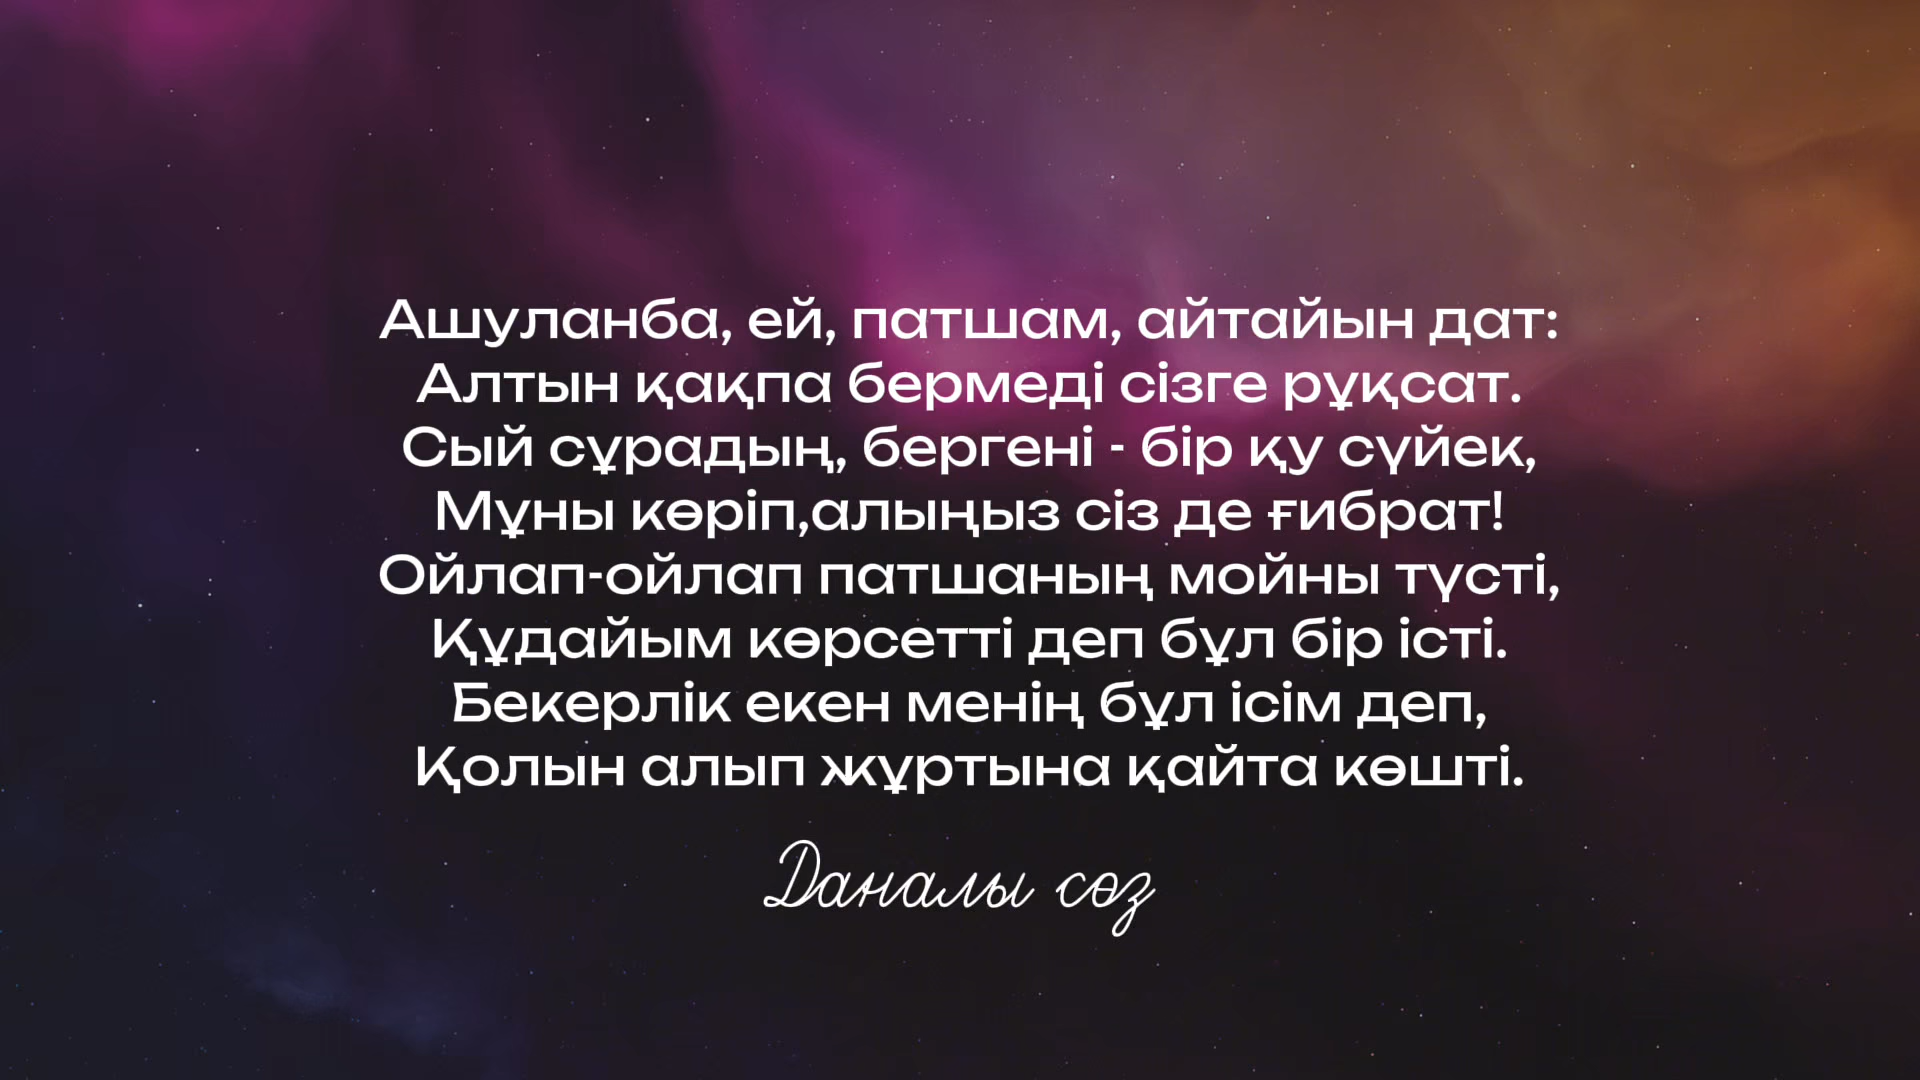 Ашуланба, ей, патшам, айтайын дат:
Алтын қақпа бермеді сізге рұқсат.
Сый сұрадың, бергені - бір қу сүйек,
Мұны көріп,алыңыз сіз де ғибрат!
Ойлап-ойлап патшаның мойны түсті,
Құдайым көрсетті деп бұл бір істі.
Бекерлік екен менің бұл ісім деп,
Қолын алып жұртына қайта көшті.
Даналы сөз